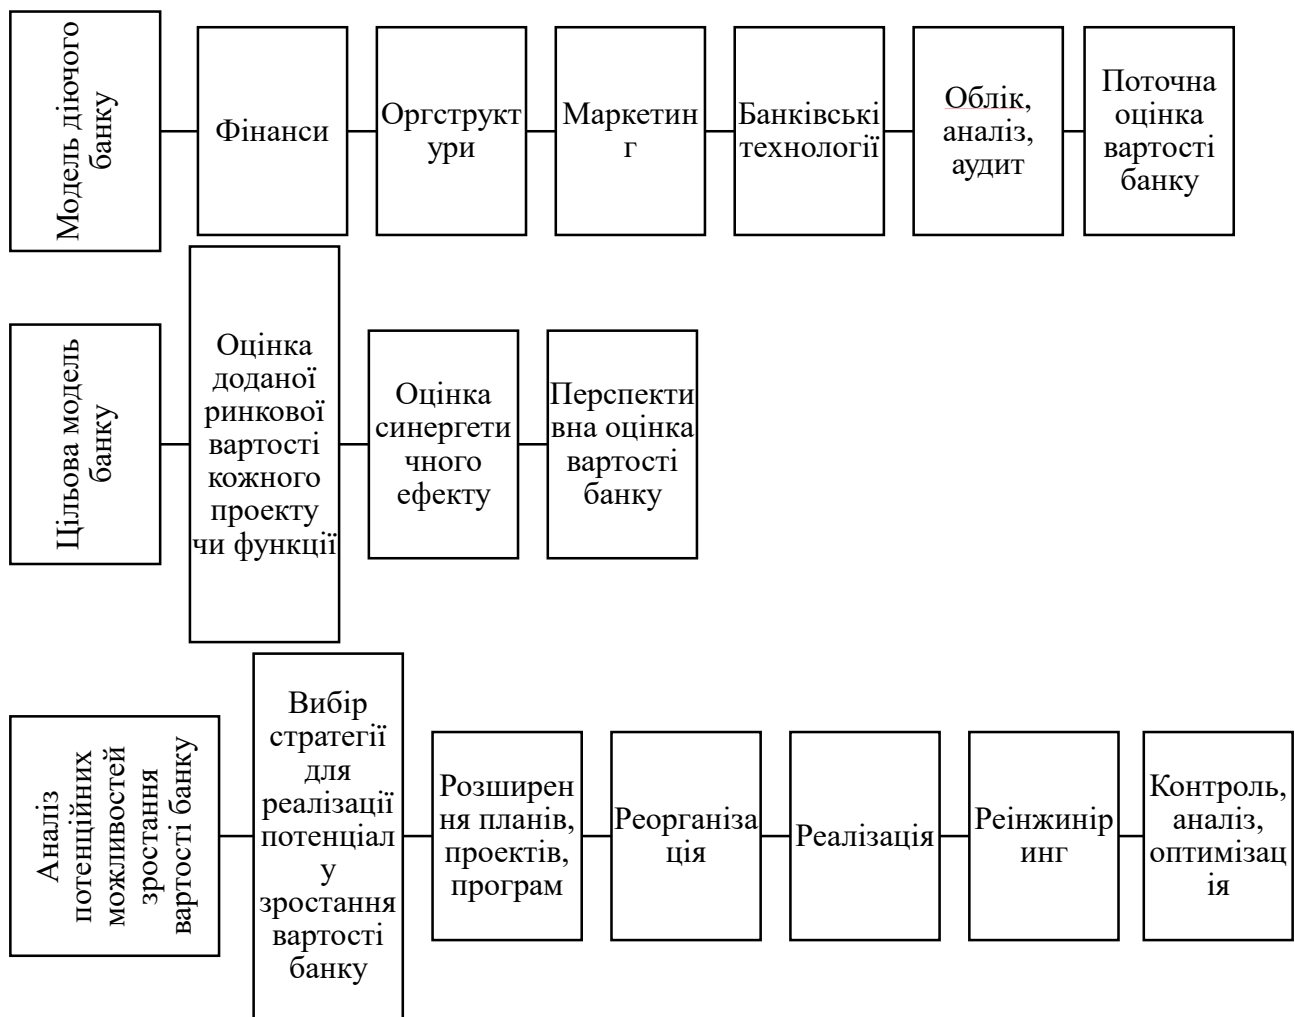 Модель діючого
банку
Фінанси
Оргструкт
ури
Маркетин
г
Банківські
технології
Облік,
аналіз,
аудит
Поточна
оцінка
вартості
банку
Цільова модель
банку
Оцінка
доданої
ринкової
вартості
кожного
проекту
чи функції
Оцінка
синергети
чного
ефекту
Перспекти
вна оцінка
вартості
банку
Аналіз
потенційних
можливостей
зростання
вартості банку
Вибір
стратегії
для
реалізації
потенціал
у
зростання
вартості
банку
Розширен
ня планів,
проектів,
програм
Реорганіза
ція
Реалізація
Реінжинір
инг
Контроль,
аналіз,
оптимізац
ія